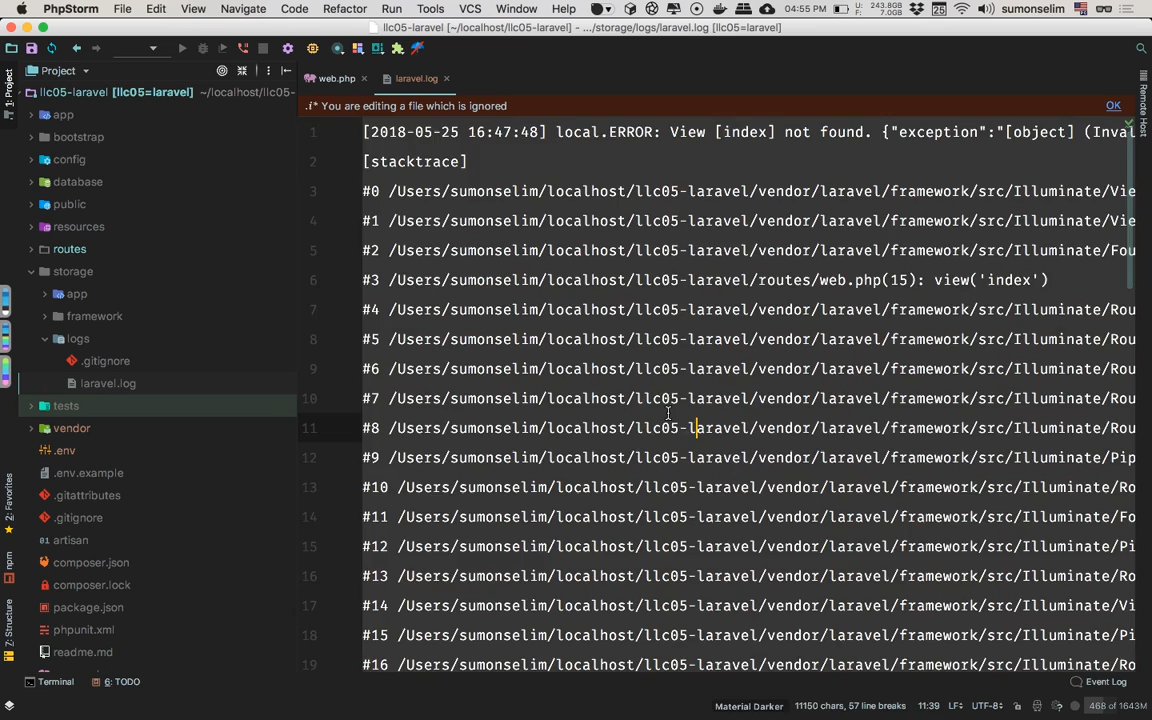 PhpStorm File Edit View Navigate Code Refactor Run Tools VCS Window Help U: 243.8GB F: 7.0GB 04:55 PM 25 sumonselim
llc05-laravel [~/localhost/llc05-laravel] - .../storage/logs/laravel.log [llc05=laravel]
1: Project
Project
llc05-laravel [llc05=laravel] ~/localhost/llc05-
app
bootstrap
config
database
public
resources
routes
storage
app
framework
logs
.gitignore
laravel.log
tests
vendor
.env
.env.example
.gitattributes
.gitignore
artisan
composer.json
composer.lock
package.json
phpunit.xml
readme.md
2: Favorites
npm
7: Structure
web.php laravel.log
.i* You are editing a file which is ignored OK
1 [2018-05-25 16:47:48] local.ERROR: View [index] not found. {"exception":"[object] (Inval
2 [stacktrace]
3 #0 /Users/sumonselim/localhost/llc05-laravel/vendor/laravel/framework/src/Illuminate/Vie
4 #1 /Users/sumonselim/localhost/llc05-laravel/vendor/laravel/framework/src/Illuminate/Vie
5 #2 /Users/sumonselim/localhost/llc05-laravel/vendor/laravel/framework/src/Illuminate/Fou
6 #3 /Users/sumonselim/localhost/llc05-laravel/routes/web.php(15): view('index')
7 #4 /Users/sumonselim/localhost/llc05-laravel/vendor/laravel/framework/src/Illuminate/Rou
8 #5 /Users/sumonselim/localhost/llc05-laravel/vendor/laravel/framework/src/Illuminate/Rou
9 #6 /Users/sumonselim/localhost/llc05-laravel/vendor/laravel/framework/src/Illuminate/Rou
10 #7 /Users/sumonselim/localhost/llc05-laravel/vendor/laravel/framework/src/Illuminate/Rou
11 #8 /Users/sumonselim/localhost/llc05-laravel/vendor/laravel/framework/src/Illuminate/Rou
12 #9 /Users/sumonselim/localhost/llc05-laravel/vendor/laravel/framework/src/Illuminate/Pip
13 #10 /Users/sumonselim/localhost/llc05-laravel/vendor/laravel/framework/src/Illuminate/Ro
14 #11 /Users/sumonselim/localhost/llc05-laravel/vendor/laravel/framework/src/Illuminate/Fo
15 #12 /Users/sumonselim/localhost/llc05-laravel/vendor/laravel/framework/src/Illuminate/Pi
16 #13 /Users/sumonselim/localhost/llc05-laravel/vendor/laravel/framework/src/Illuminate/Ro
17 #14 /Users/sumonselim/localhost/llc05-laravel/vendor/laravel/framework/src/Illuminate/Vi
18 #15 /Users/sumonselim/localhost/llc05-laravel/vendor/laravel/framework/src/Illuminate/Pi
19 #16 /Users/sumonselim/localhost/llc05-laravel/vendor/laravel/framework/src/Illuminate/Ro
Remote Host
Terminal 6: TODO Event Log
Material Darker 11150 chars, 57 line breaks 11:39 LF UTF-8 468 of 1643M